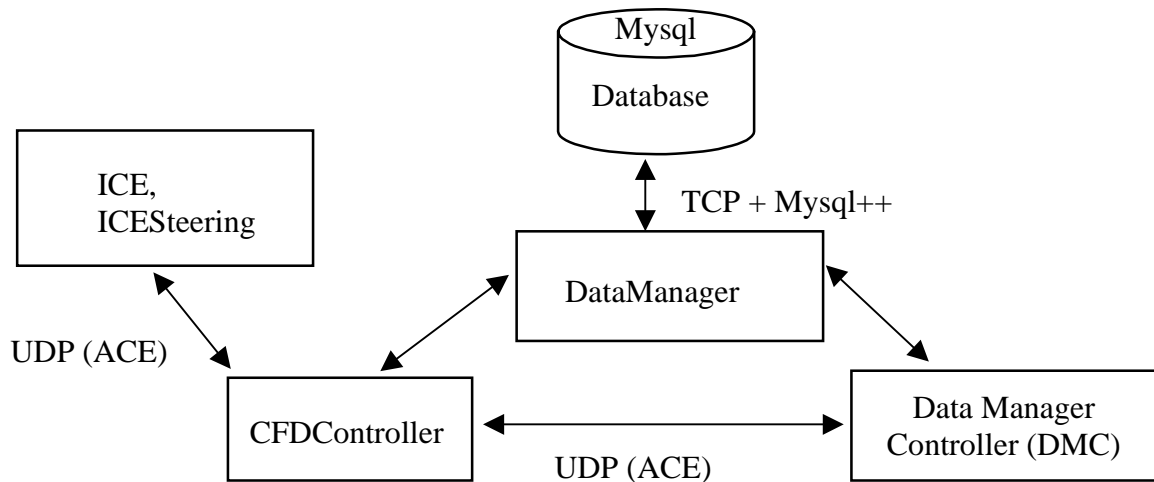 Mysql
Database
ICE,
ICESteering
TCP + Mysql++
DataManager
UDP (ACE)
CFDController
Data Manager
Controller (DMC)
UDP (ACE)